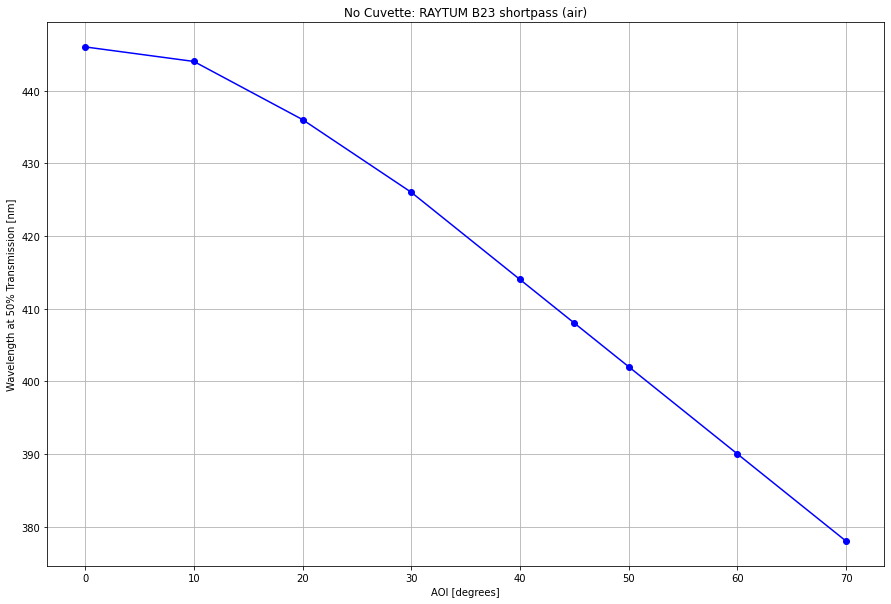 No Cuvette: RAYTUM B23 shortpass (air)
Wavelength at 50% Transmission [nm]
440
430
420
410
400
390
380
0 10 20 30 40 50 60 70
AOI [degrees]